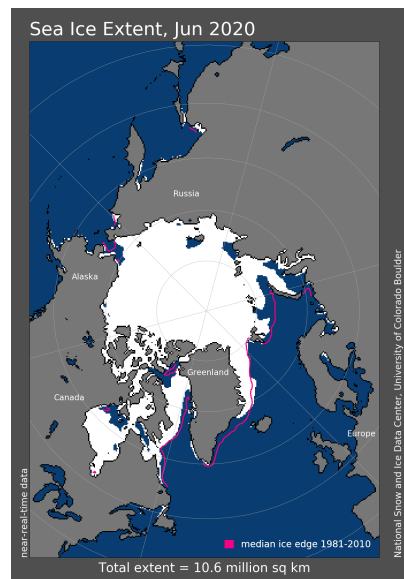 Sea Ice Extent, Jun 2020
Russia
Alaska
Greenland
Canada
Europe
near-real-time data
National Snow and Ice Data Center, University of Colorado Boulder
median ice edge 1981-2010
Total extent = 10.6 million sq km